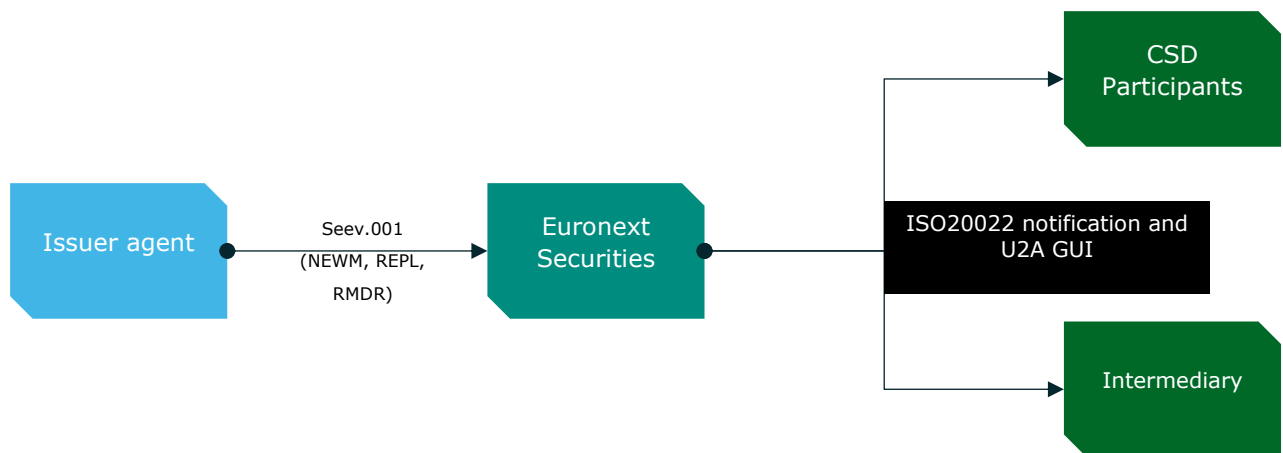 Issuer agent
Seev.001
(NEWM, REPL,
RMDR)
Euronext
Securities
CSD
Participants
ISO20022 notification and
U2A GUI
Intermediary